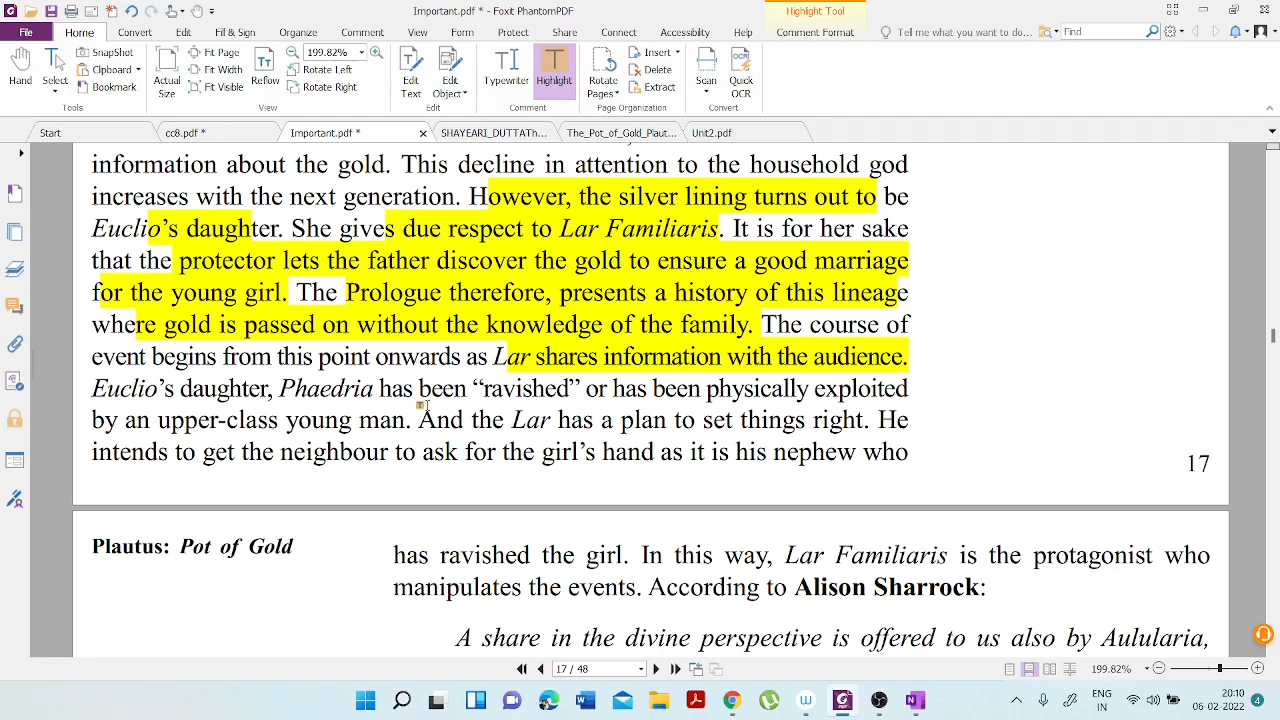 Important.pdf * - Foxit PhantomPDF
Highlight Tool
File Home Convert Edit Fill & Sign Organize Comment View Form Protect Share Connect Accessibility Help Comment Format Tell me what you want to do... Find
Hand Select SnapShot Clipboard Bookmark Actual Size Fit Page Fit Width Fit Visible Reflow 199.82% Rotate Left Rotate Right Edit Text Edit Object Typewriter Highlight Rotate Pages Insert Delete Extract Scan Quick OCR
Tools View Edit Comment Page Organization Convert
Start cc8.pdf * Important.pdf * SHAYEARI_DUTTATh... The_Pot_of_Gold_Plaut... Unit2.pdf
information about the gold. This decline in attention to the household god
increases with the next generation. However, the silver lining turns out to be
Euclio's daughter. She gives due respect to Lar Familiaris. It is for her sake
that the protector lets the father discover the gold to ensure a good marriage
for the young girl. The Prologue therefore, presents a history of this lineage
where gold is passed on without the knowledge of the family. The course of
event begins from this point onwards as Lar shares information with the audience.
Euclio's daughter, Phaedria has been “ravished” or has been physically exploited
by an upper-class young man. And the Lar has a plan to set things right. He
intends to get the neighbour to ask for the girl's hand as it is his nephew who
17
Plautus: Pot of Gold
has ravished the girl. In this way, Lar Familiaris is the protagonist who
manipulates the events. According to Alison Sharrock:
A share in the divine perspective is offered to us also by Aulularia,
17 / 48 199.82%
ENG IN 20:10 06-02-2022 4